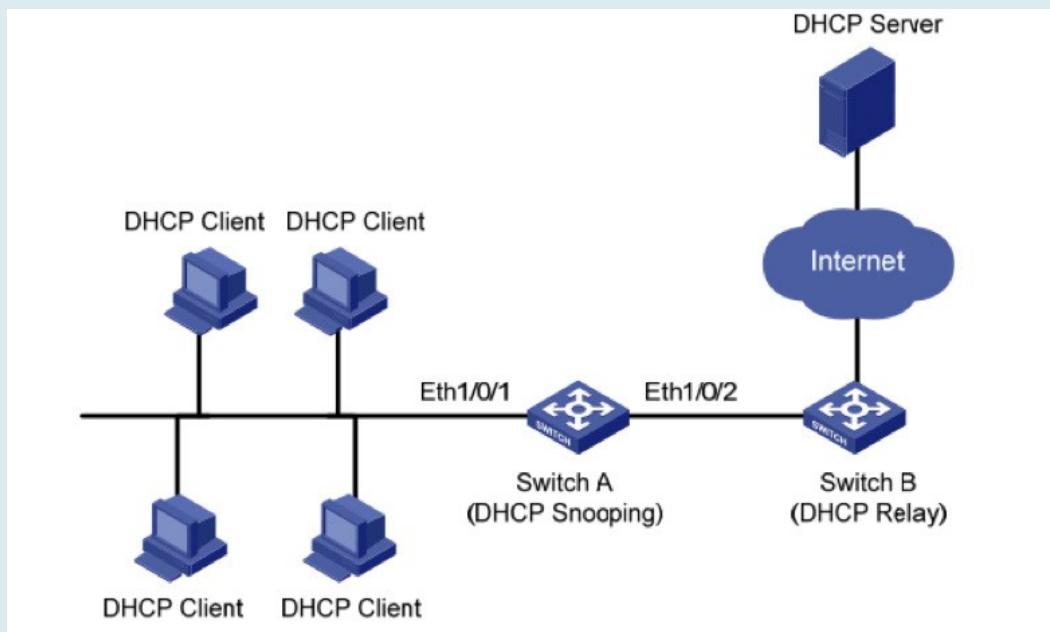 DHCP Server
DHCP Client DHCP Client
Internet
Eth1/0/1 Eth1/0/2
SWITCH SWITCH
Switch A Switch B
(DHCP Snooping) (DHCP Relay)
DHCP Client DHCP Client